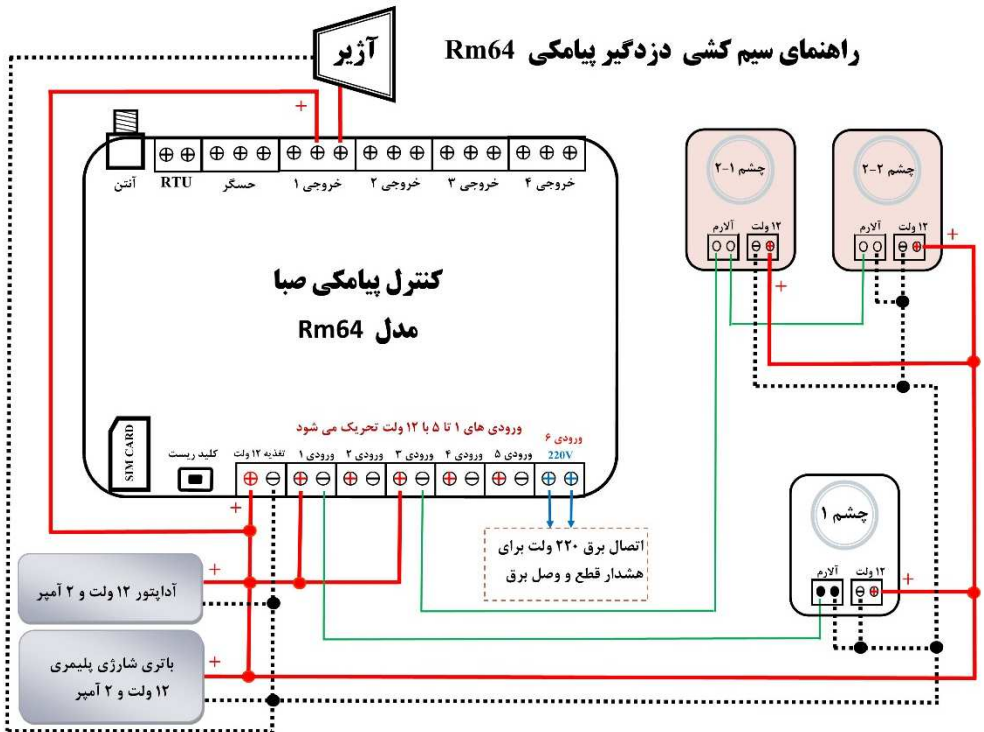 راهنمای سیم کشی دزدگیر پیامکی Rm64
آژیر
+
آنتن
RTU
حسگر
خروجی ۱
خروجی ۲
خروجی ۳
خروجی ۴
کنترل پیامکی صبا
مدل Rm64
ورودی های ۱ تا ۵ با ۱۲ ولت تحریک می شود
SIM CARD
کلید ریست
تغذیه ۱۲ ولت
ورودی ۱
ورودی ۲
ورودی ۳
ورودی ۴
ورودی ۵
ورودی ۶
220V
+
اتصال برق ۲۲۰ ولت برای
هشدار قطع و وصل برق
آداپتور ۱۲ ولت و ۲ آمپر
+
باتری شارژی پلیمری
۱۲ ولت و ۲ آمپر
+
چشم ۱-۲
آلارم
۱۲ ولت
+
چشم ۲-۲
آلارم
۱۲ ولت
+
چشم ۱
آلارم
۱۲ ولت
+